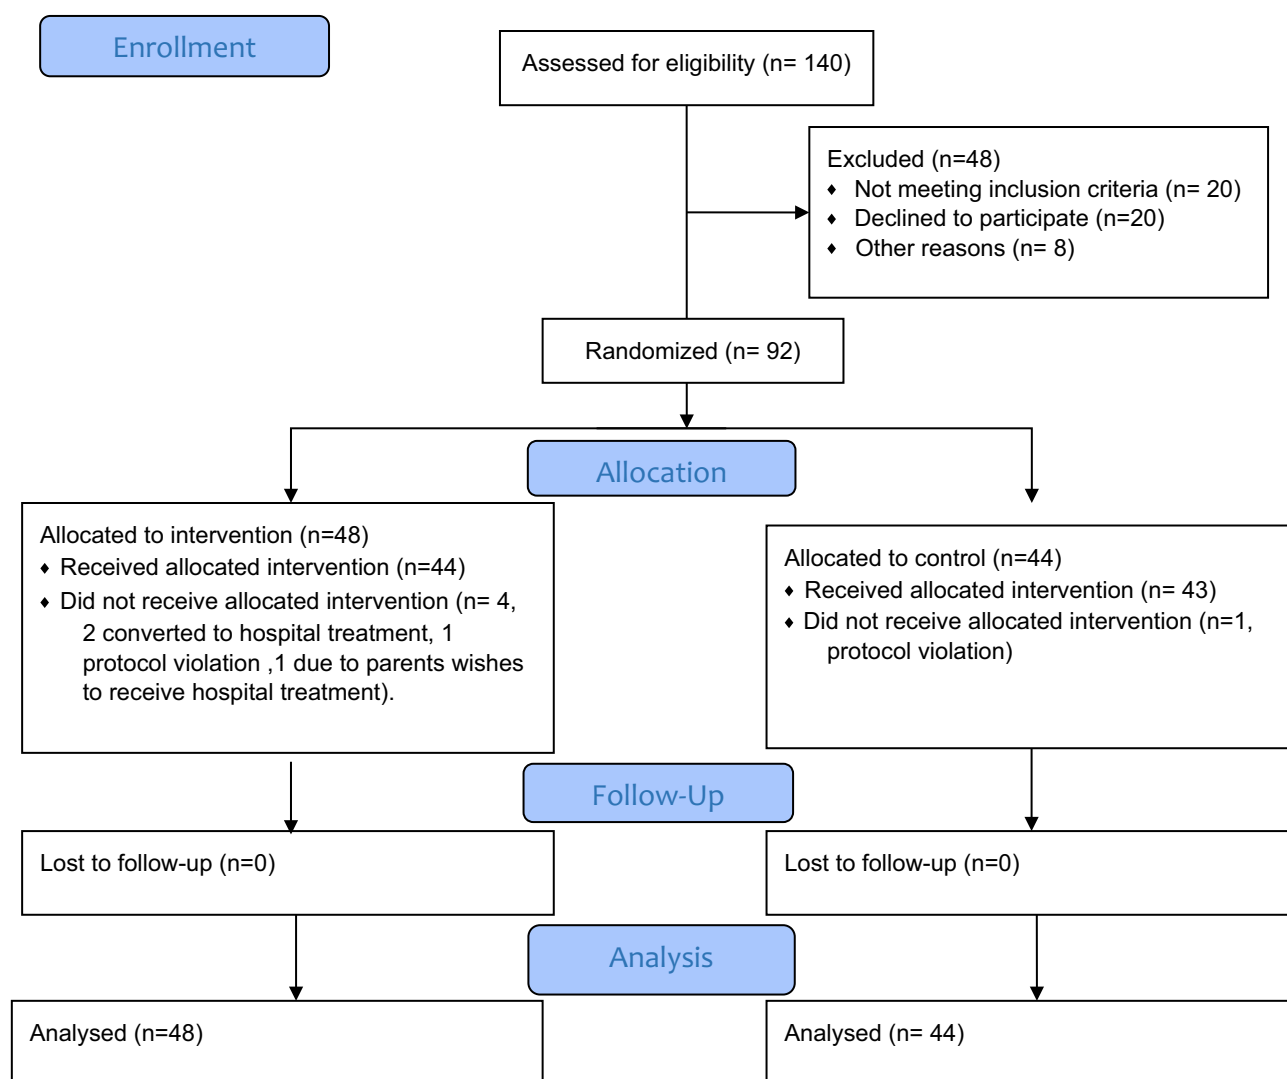 Enrollment
Assessed for eligibility (n= 140)
Excluded (n=48)
♦ Not meeting inclusion criteria (n= 20)
♦ Declined to participate (n=20)
♦ Other reasons (n= 8)
Randomized (n= 92)
Allocation
Allocated to intervention (n=48)
♦ Received allocated intervention (n=44)
♦ Did not receive allocated intervention (n= 4,
2 converted to hospital treatment, 1
protocol violation ,1 due to parents wishes
to receive hospital treatment).
Allocated to control (n=44)
♦ Received allocated intervention (n= 43)
♦ Did not receive allocated intervention (n=1,
protocol violation)
Follow-Up
Lost to follow-up (n=0)
Lost to follow-up (n=0)
Analysis
Analysed (n=48)
Analysed (n= 44)